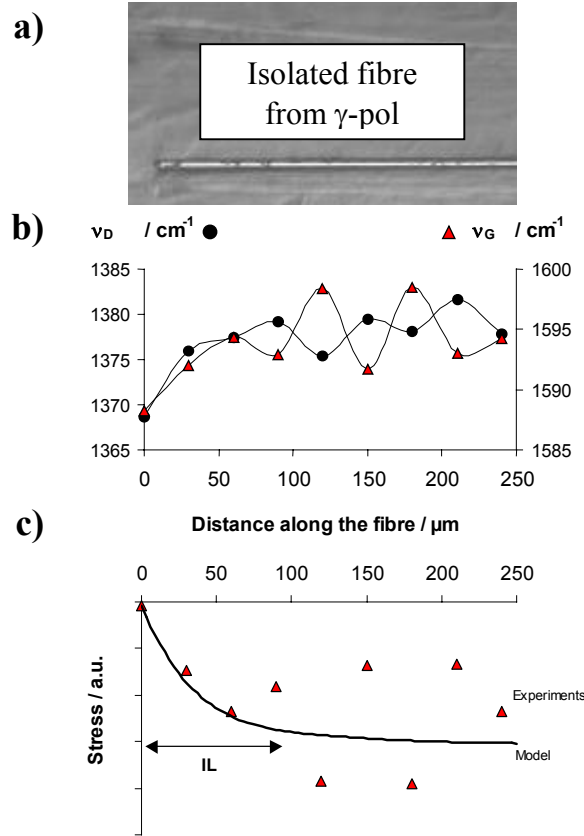 a)
Isolated fibre
from γ-pol
b)
νD / cm-1 νG / cm-1
1385 1600
1380 1595
1375
1370 1590
1365 1585
0 50 100 150 200 250
Distance along the fibre / µm
c)
0 50 100 150 200 250
Stress / a.u.
Experiments
Model
IL